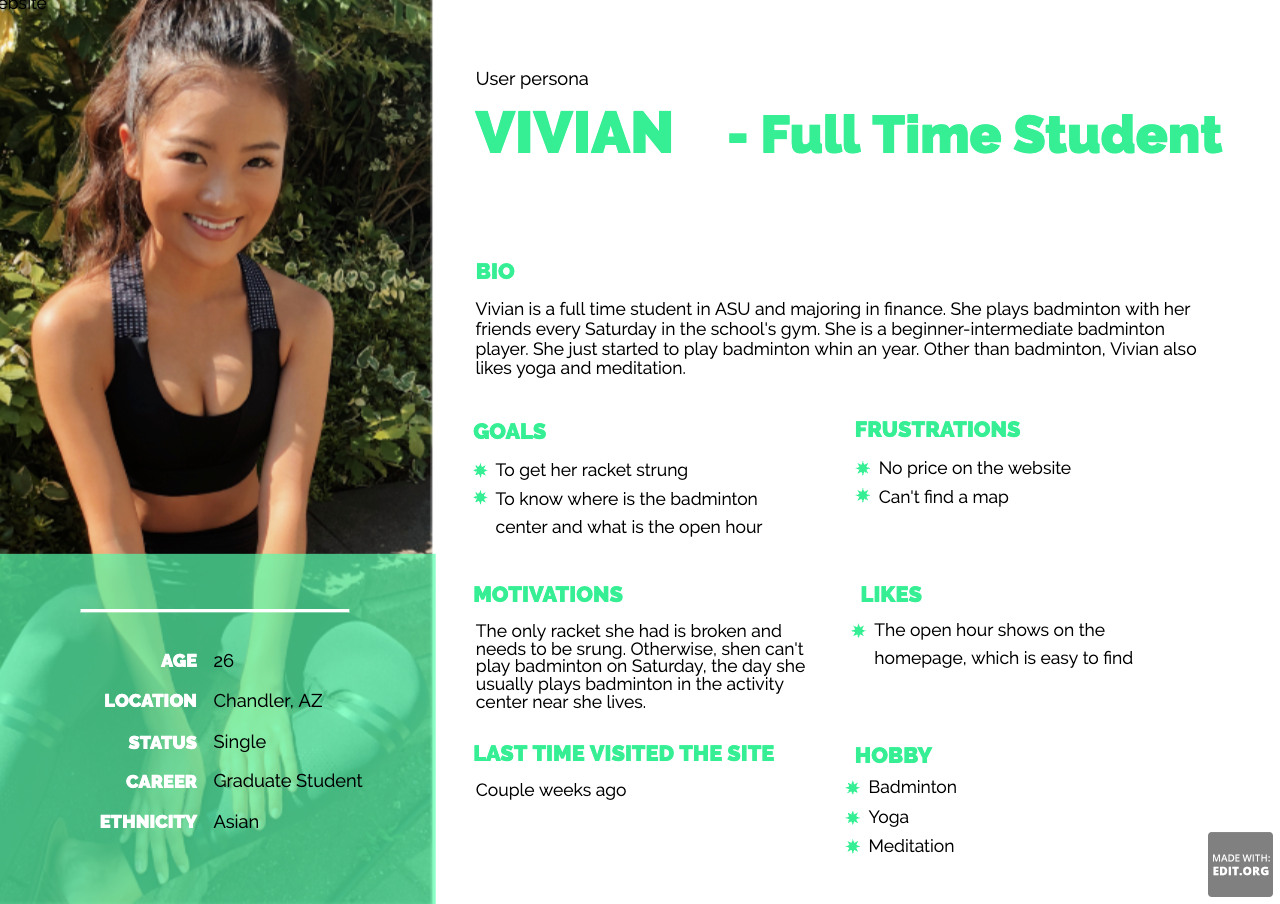 ebsite
User persona
VIVIAN - Full Time Student
BIO
Vivian is a full time student in ASU and majoring in finance. She plays badminton with her
friends every Saturday in the school's gym. She is a beginner-intermediate badminton
player. She just started to play badminton whin an year. Other than badminton, Vivian also
likes yoga and meditation.
GOALS
To get her racket strung
To know where is the badminton
center and what is the open hour
FRUSTRATIONS
No price on the website
Can't find a map
MOTIVATIONS
The only racket she had is broken and
needs to be srung. Otherwise, shen can't
play badminton on Saturday, the day she
usually plays badminton in the activity
center near she lives.
LIKES
The open hour shows on the
homepage, which is easy to find
AGE 26
LOCATION Chandler, AZ
STATUS Single
CAREER Graduate Student
ETHNICITY Asian
LAST TIME VISITED THE SITE
Couple weeks ago
HOBBY
Badminton
Yoga
Meditation
MADE WITH:
EDIT.ORG